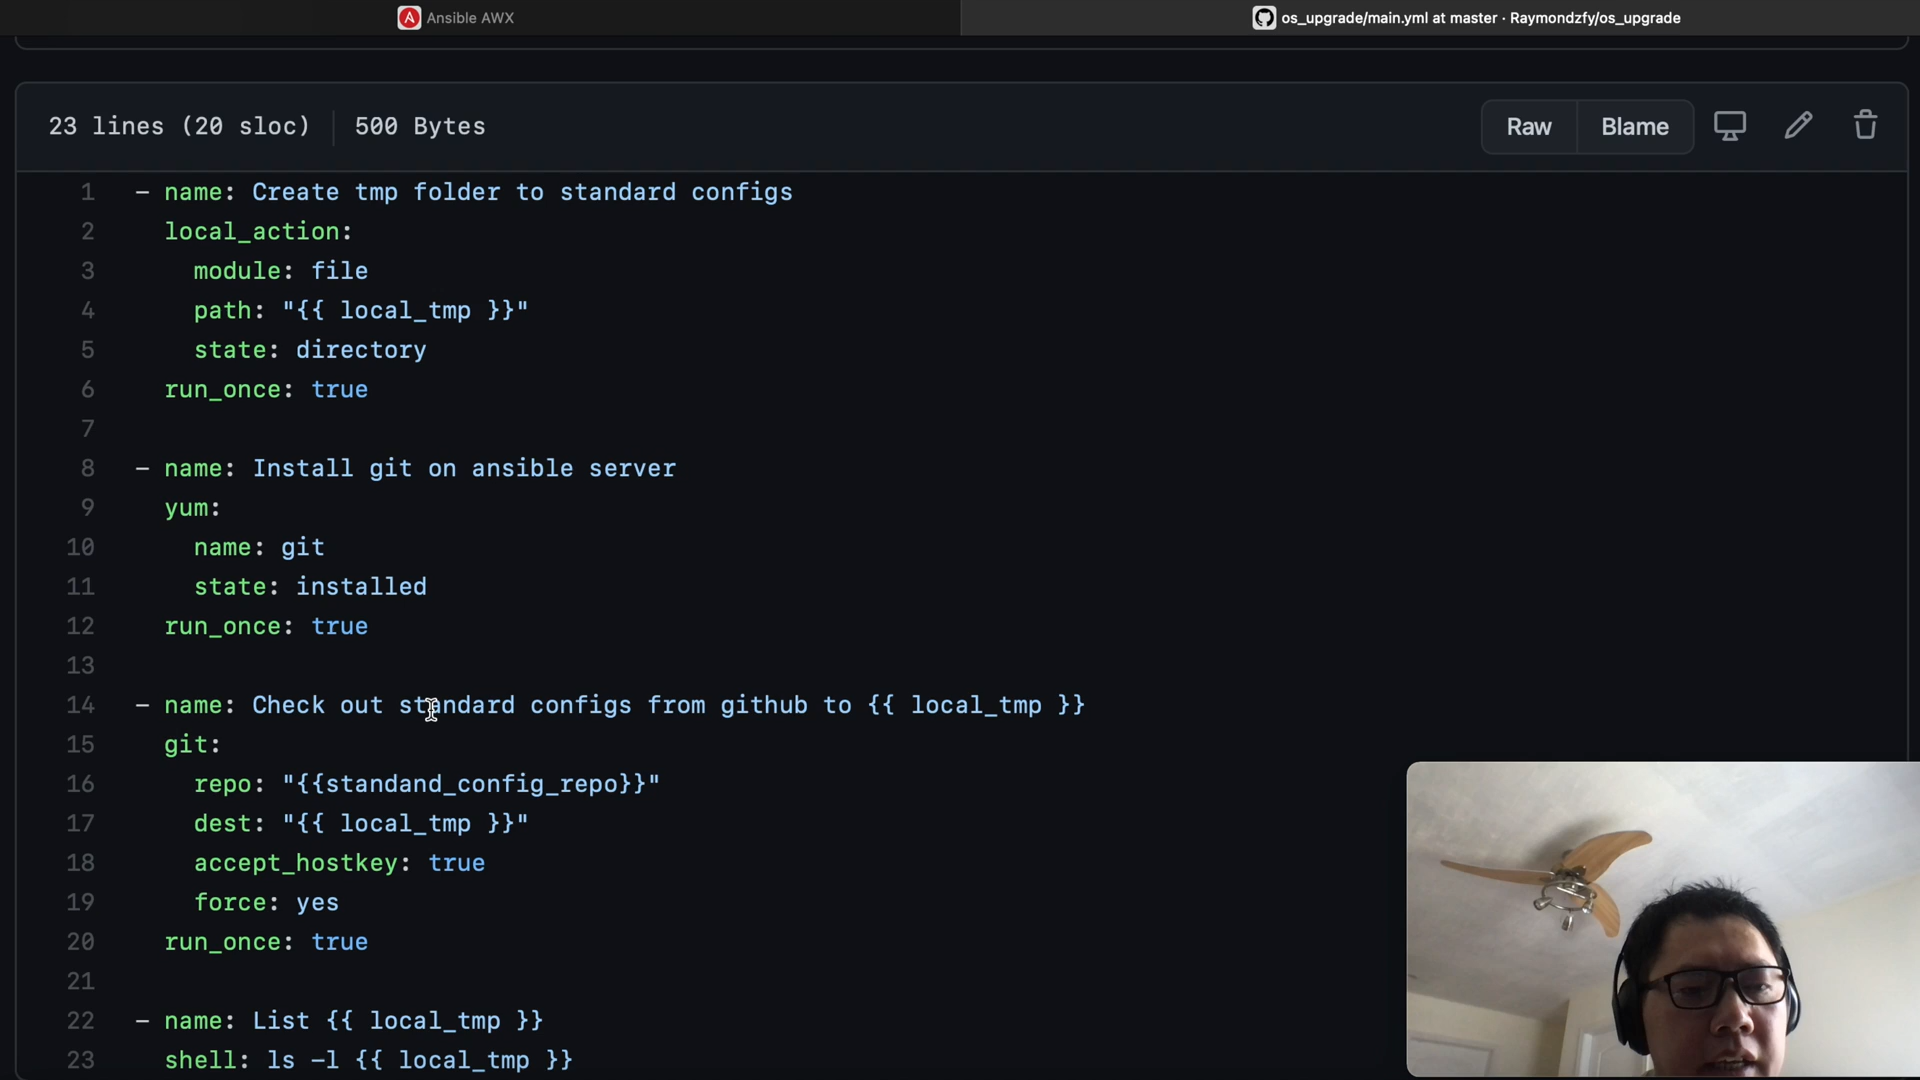 Ansible AWX
os_upgrade/main.yml at master · Raymondzfy/os_upgrade
23 lines (20 sloc) 500 Bytes
Raw Blame
1 - name: Create tmp folder to standard configs
2 local_action:
3 module: file
4 path: "{{ local_tmp }}"
5 state: directory
6 run_once: true
7
8 - name: Install git on ansible server
9 yum:
10 name: git
11 state: installed
12 run_once: true
13
14 - name: Check out standard configs from github to {{ local_tmp }}
15 git:
16 repo: "{{standand_config_repo}}"
17 dest: "{{ local_tmp }}"
18 accept_hostkey: true
19 force: yes
20 run_once: true
21
22 - name: List {{ local_tmp }}
23 shell: ls -l {{ local_tmp }}